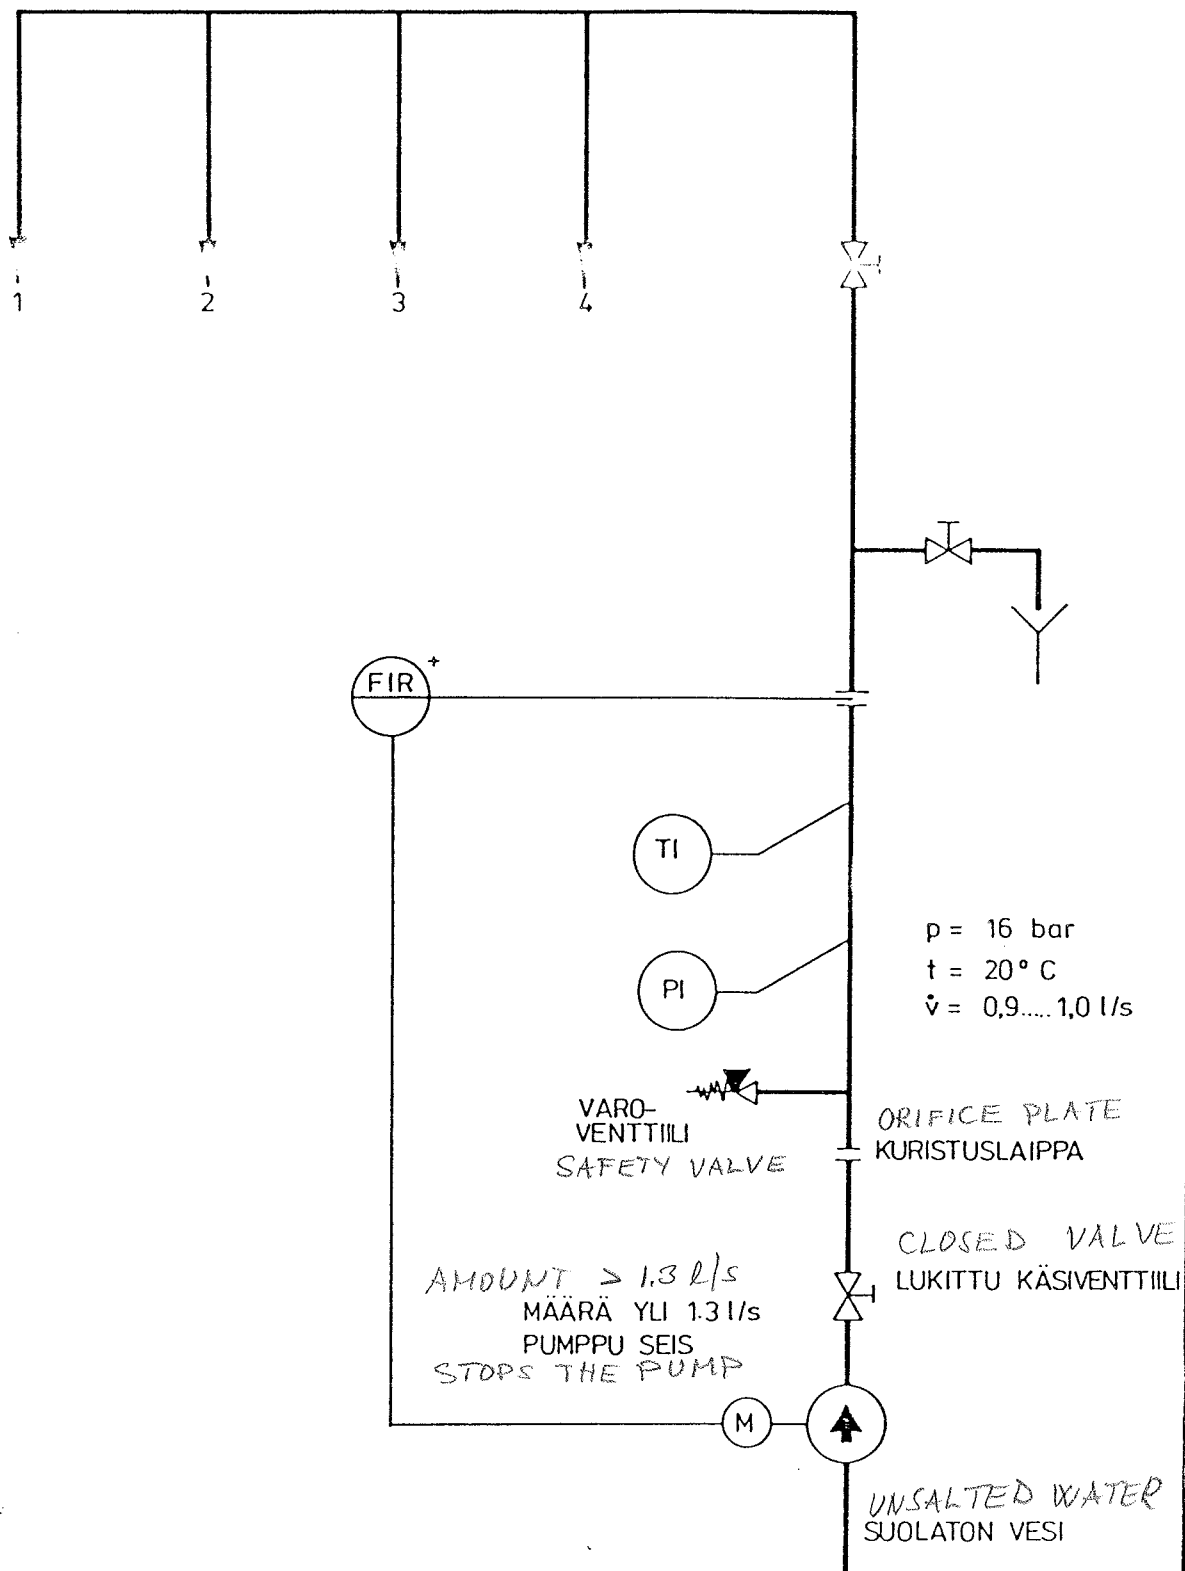 1
2
3
4
FIR +
TI
PI
p = 16 bar
t = 20° C
v̇ = 0,9.....1,0 l/s
VARO-
VENTTIILI
SAFETY VALVE
ORIFICE PLATE
KURISTUSLAIPPA
CLOSED VALVE
LUKITTU KÄSIVENTTIILI
AMOUNT > 1.3 l/s
MÄÄRÄ YLI 1.3 l/s
PUMPPU SEIS
STOPS THE PUMP
M
UNSALTED WATER
SUOLATON VESI